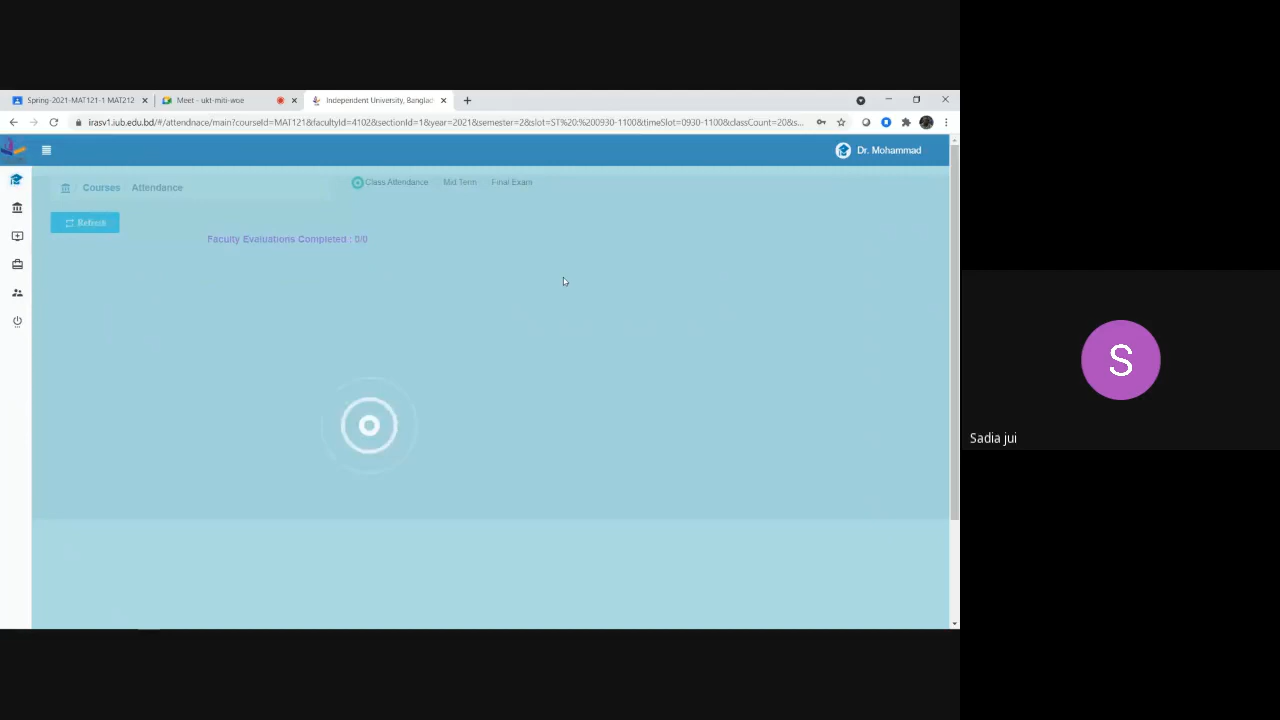 Spring-2021-MAT121-1 MAT212
Meet - ukt-miti-woe
Independent University, Banglad
irasv1.iub.edu.bd/#/attendnace/main?courseId=MAT121&facultyId=4102&sectionId=1&year=2021&semester=2&slot=ST%20:%200930-1100&timeSlot=0930-1100&classCount=20&s...
Dr. Mohammad
Courses / Attendance
Class Attendance Mid Term Final Exam
Refresh
Faculty Evaluations Completed : 0/0
S
Sadia jui